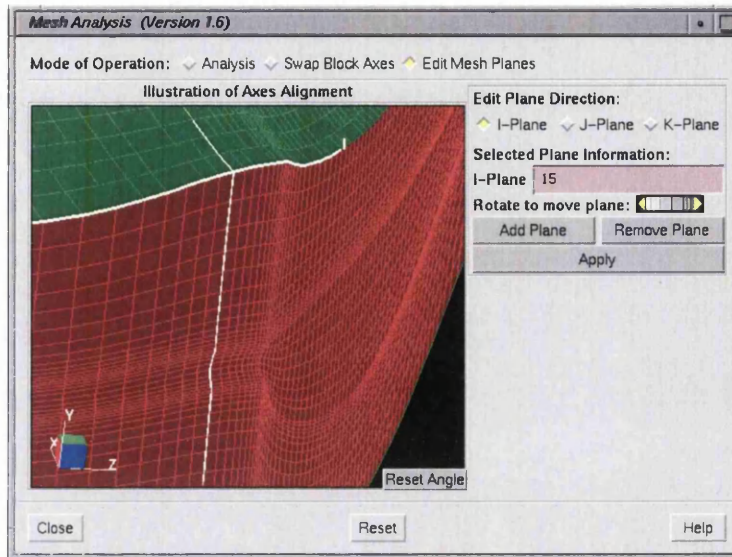 Mesh Analysis (Version 1.6)
Mode of Operation: Analysis Swap Block Axes Edit Mesh Planes
Illustration of Axes Alignment
Edit Plane Direction:
I-Plane J-Plane K-Plane
Selected Plane Information:
I-Plane 15
Rotate to move plane:
Add Plane Remove Plane
Apply
I
Y
X
Z
Reset Angle
Close Reset Help